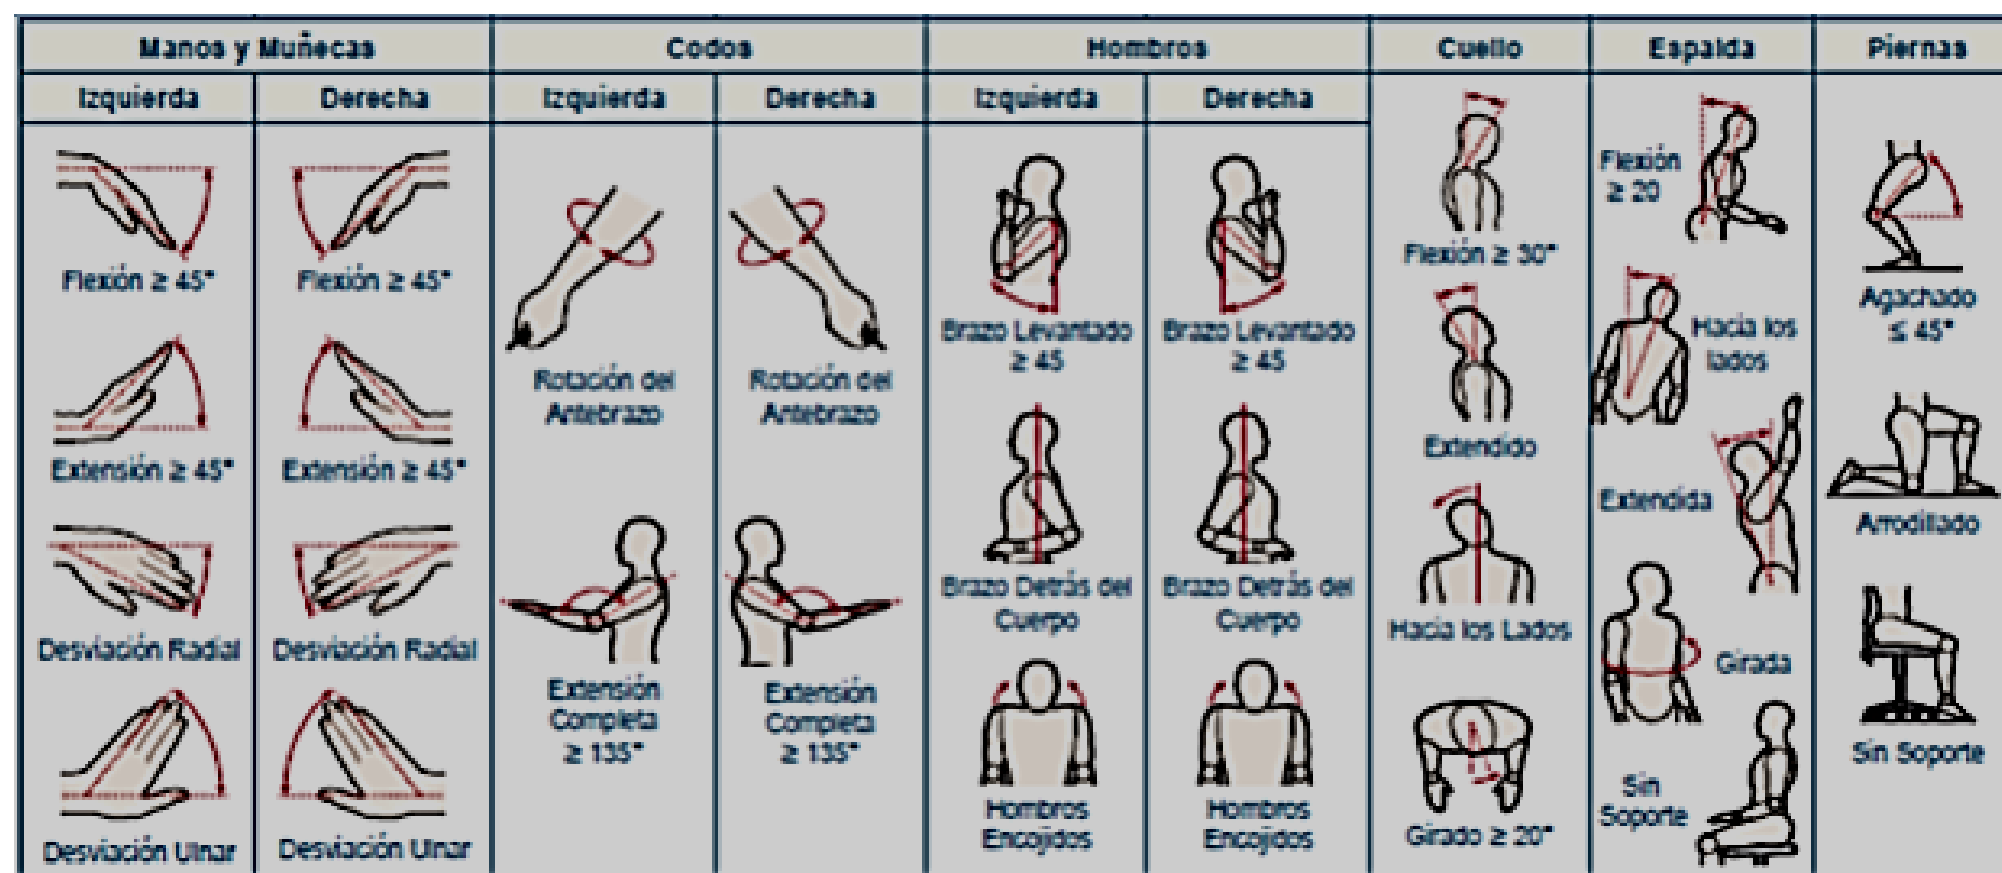 Manos y Muñecas
Codos
Hombros
Cuello
Espalda
Piernas
Izquierda
Derecha
Izquierda
Derecha
Izquierda
Derecha
Flexión ≥ 45°
Extensión ≥ 45°
Desviación Radial
Desviación Ulnar
Flexión ≥ 45°
Extensión ≥ 45°
Desviación Radial
Desviación Ulnar
Rotación del
Antebrazo
Extensión
Completa
≥ 135°
Rotación del
Antebrazo
Extensión
Completa
≥ 135°
Brazo Levantado
≥ 45
Brazo Detrás del
Cuerpo
Hombros
Encojidos
Brazo Levantado
≥ 45
Brazo Detrás del
Cuerpo
Hombros
Encojidos
Flexión ≥ 30°
Extendido
Hacia los Lados
Girado ≥ 20°
Flexión
≥ 20
Hacia los
lados
Extendida
Girada
Sin
Soporte
Agachado
≤ 45°
Arrodillado
Sin Soporte